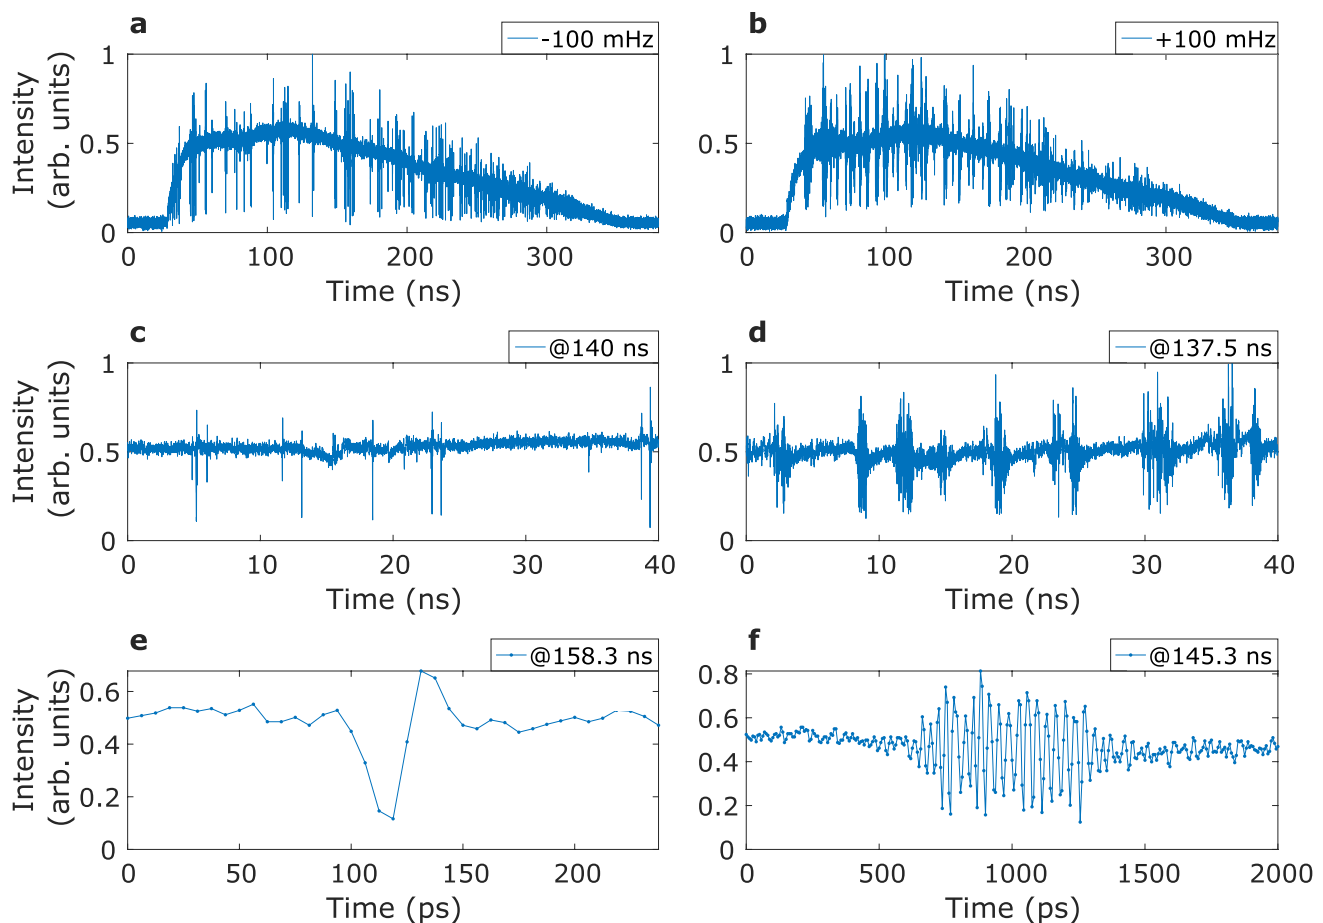 a
-100 mHz
Intensity
(arb. units)
1
0.5
0
0
100
200
300
Time (ns)
b
+100 mHz
1
0.5
0
0
100
200
300
Time (ns)
c
@140 ns
Intensity
(arb. units)
1
0.5
0
0
10
20
30
40
Time (ns)
d
@137.5 ns
1
0.5
0
0
10
20
30
40
Time (ns)
e
@158.3 ns
Intensity
(arb. units)
0.6
0.4
0.2
0
0
50
100
150
200
Time (ps)
f
@145.3 ns
0.8
0.6
0.4
0.2
0
0
500
1000
1500
2000
Time (ps)